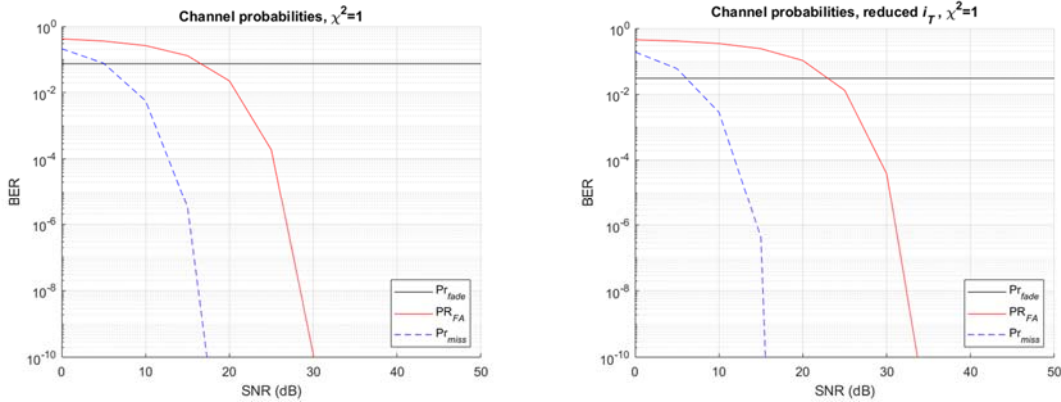 Channel probabilities, χ²=1
BER
10⁰
10⁻²
10⁻⁴
10⁻⁶
10⁻⁸
10⁻¹⁰
0 10 20 30 40 50
SNR (dB)
Pr_fade
PR_FA
Pr_miss
Channel probabilities, reduced i_T, χ²=1
BER
10⁰
10⁻²
10⁻⁴
10⁻⁶
10⁻⁸
10⁻¹⁰
0 10 20 30 40 50
SNR (dB)
Pr_fade
PR_FA
Pr_miss